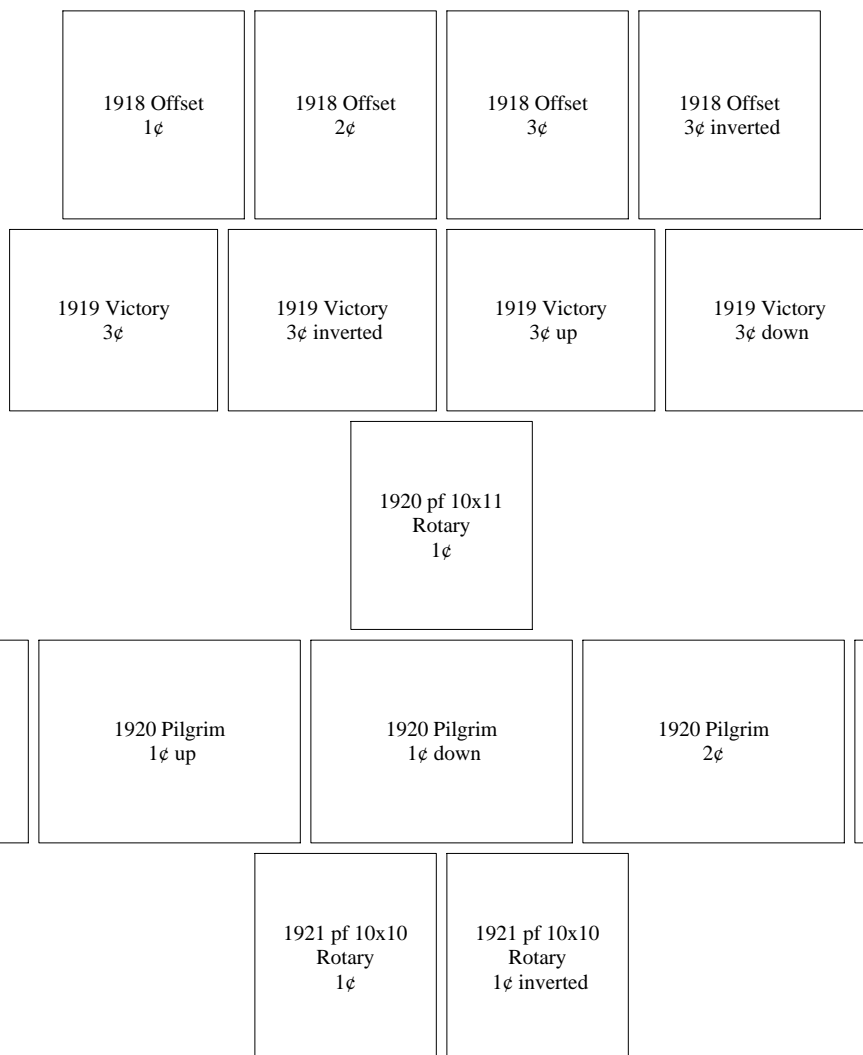 1918 Offset
1¢
1918 Offset
2¢
1918 Offset
3¢
1918 Offset
3¢ inverted
1919 Victory
3¢
1919 Victory
3¢ inverted
1919 Victory
3¢ up
1919 Victory
3¢ down
1920 pf 10x11
Rotary
1¢
1920 Pilgrim
1¢ up
1920 Pilgrim
1¢ down
1920 Pilgrim
2¢
1921 pf 10x10
Rotary
1¢
1921 pf 10x10
Rotary
1¢ inverted